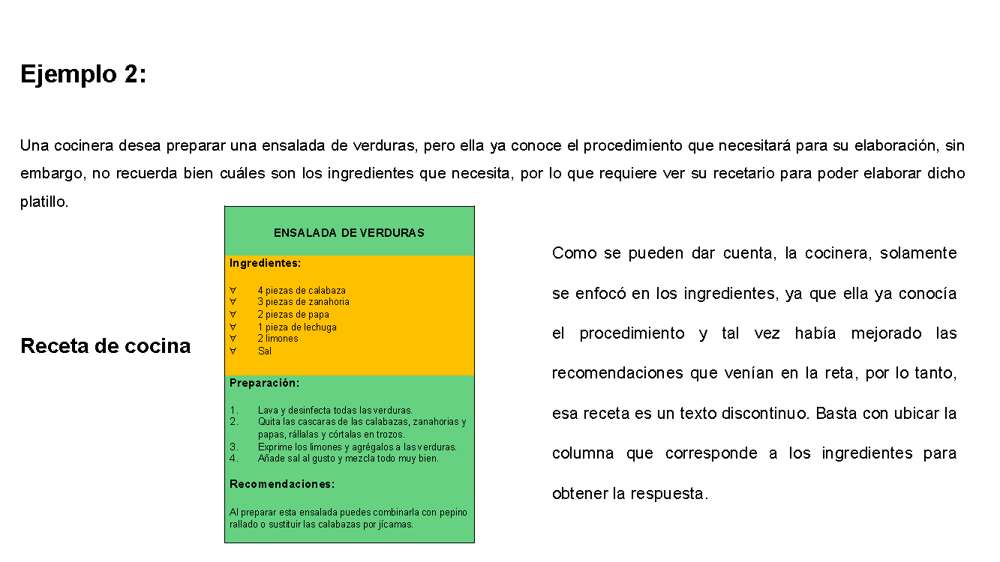 Ejemplo 2:
Una cocinera desea preparar una ensalada de verduras, pero ella ya conoce el procedimiento que necesitará para su elaboración, sin
embargo, no recuerda bien cuáles son los ingredientes que necesita, por lo que requiere ver su recetario para poder elaborar dicho
platillo.
Receta de cocina
ENSALADA DE VERDURAS
Ingredientes:
∀ 4 piezas de calabaza
∀ 3 piezas de zanahoria
∀ 2 piezas de papa
∀ 1 pieza de lechuga
∀ 2 limones
∀ Sal
Preparación:
1. Lava y desinfecta todas las verduras.
2. Quita las cascaras de las calabazas, zanahorias y
papas, rállalas y córtalas en trozos.
3. Exprime los limones y agrégalos a las verduras.
4. Añade sal al gusto y mezcla todo muy bien.
Recomendaciones:
Al preparar esta ensalada puedes combinarla con pepino
rallado o sustituir las calabazas por jícamas.
Como se pueden dar cuenta, la cocinera, solamente
se enfocó en los ingredientes, ya que ella ya conocía
el procedimiento y tal vez había mejorado las
recomendaciones que venían en la reta, por lo tanto,
esa receta es un texto discontinuo. Basta con ubicar la
columna que corresponde a los ingredientes para
obtener la respuesta.